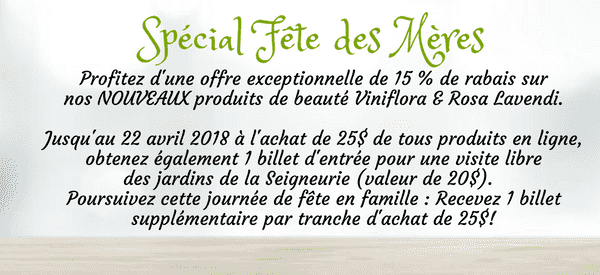 Spécial Fête des Mères
Profitez d'une offre exceptionnelle de 15 % de rabais sur
nos NOUVEAUX produits de beauté Viniflora & Rosa Lavendi.
Jusqu'au 22 avril 2018 à l'achat de 25$ de tous produits en ligne,
obtenez également 1 billet d'entrée pour une visite libre
des jardins de la Seigneurie (valeur de 20$).
Poursuivez cette journée de fête en famille : Recevez 1 billet
supplémentaire par tranche d'achat de 25$!